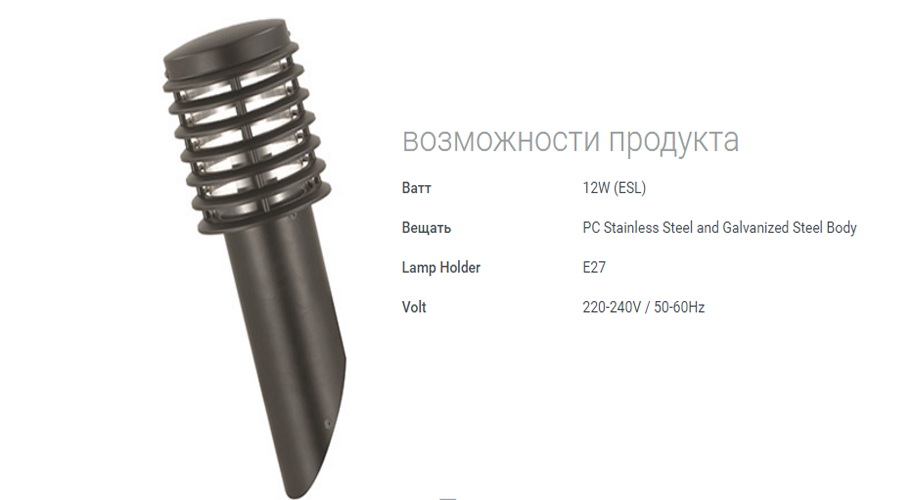 возможности продукта
Ватт 12W (ESL)
Вещать PC Stainless Steel and Galvanized Steel Body
Lamp Holder E27
Volt 220-240V / 50-60Hz